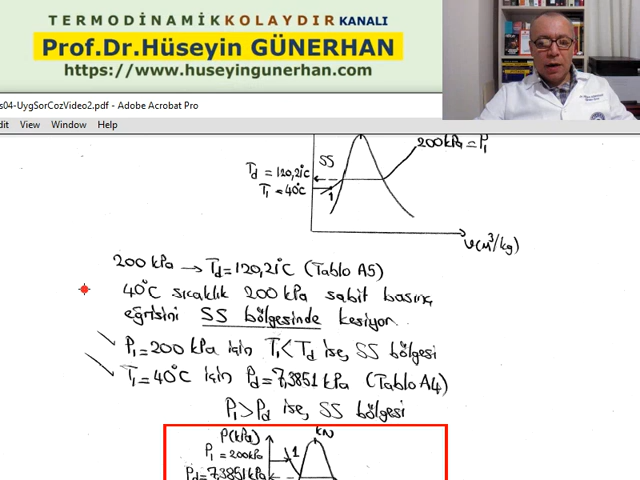 TERMODİNAMİKKOLAYDIR KANALI
Prof.Dr.Hüseyin GÜNERHAN
https://www.huseyingunerhan.com
s04-UygSorCozVideo2.pdf - Adobe Acrobat Pro
dit View Window Help
200 kPa = P₁
SS
Td = 120,21°C
T₁ = 40°C
1
v(m³/kg)
200 kPa → Td = 120,21°C (Tablo A5)
40°C sıcaklık 200 kPa sabit basınç
eğrisini SS bölgesinde kesiyor.
P₁ = 200 kPa için T₁ < Td ise, SS bölgesi
T₁ = 40°C için Pd = 7,3851 kPa (Tablo A4)
P₁ > Pd ise, SS bölgesi
P(kPa)
KN
P₁ = 200kPa
1
Pd = 7,3851kPa